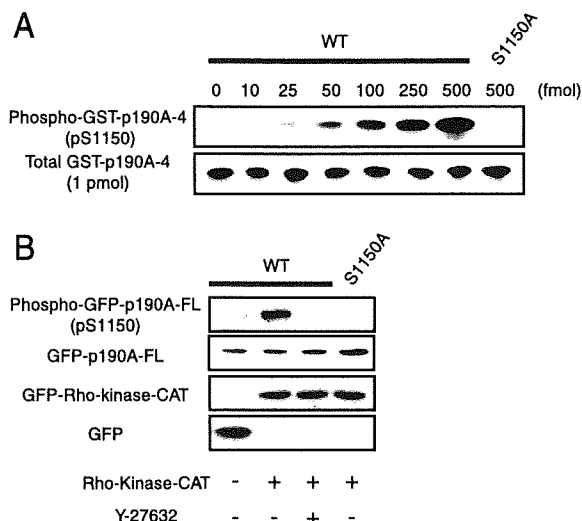 A
WT
S1150A
0 10 25 50 100 250 500 500 (fmol)
Phospho-GST-p190A-4
(pS1150)
Total GST-p190A-4
(1 pmol)
B
WT
S1150A
Phospho-GFP-p190A-FL
(pS1150)
GFP-p190A-FL
GFP-Rho-kinase-CAT
GFP
Rho-Kinase-CAT - + + +
Y-27632 - - + -